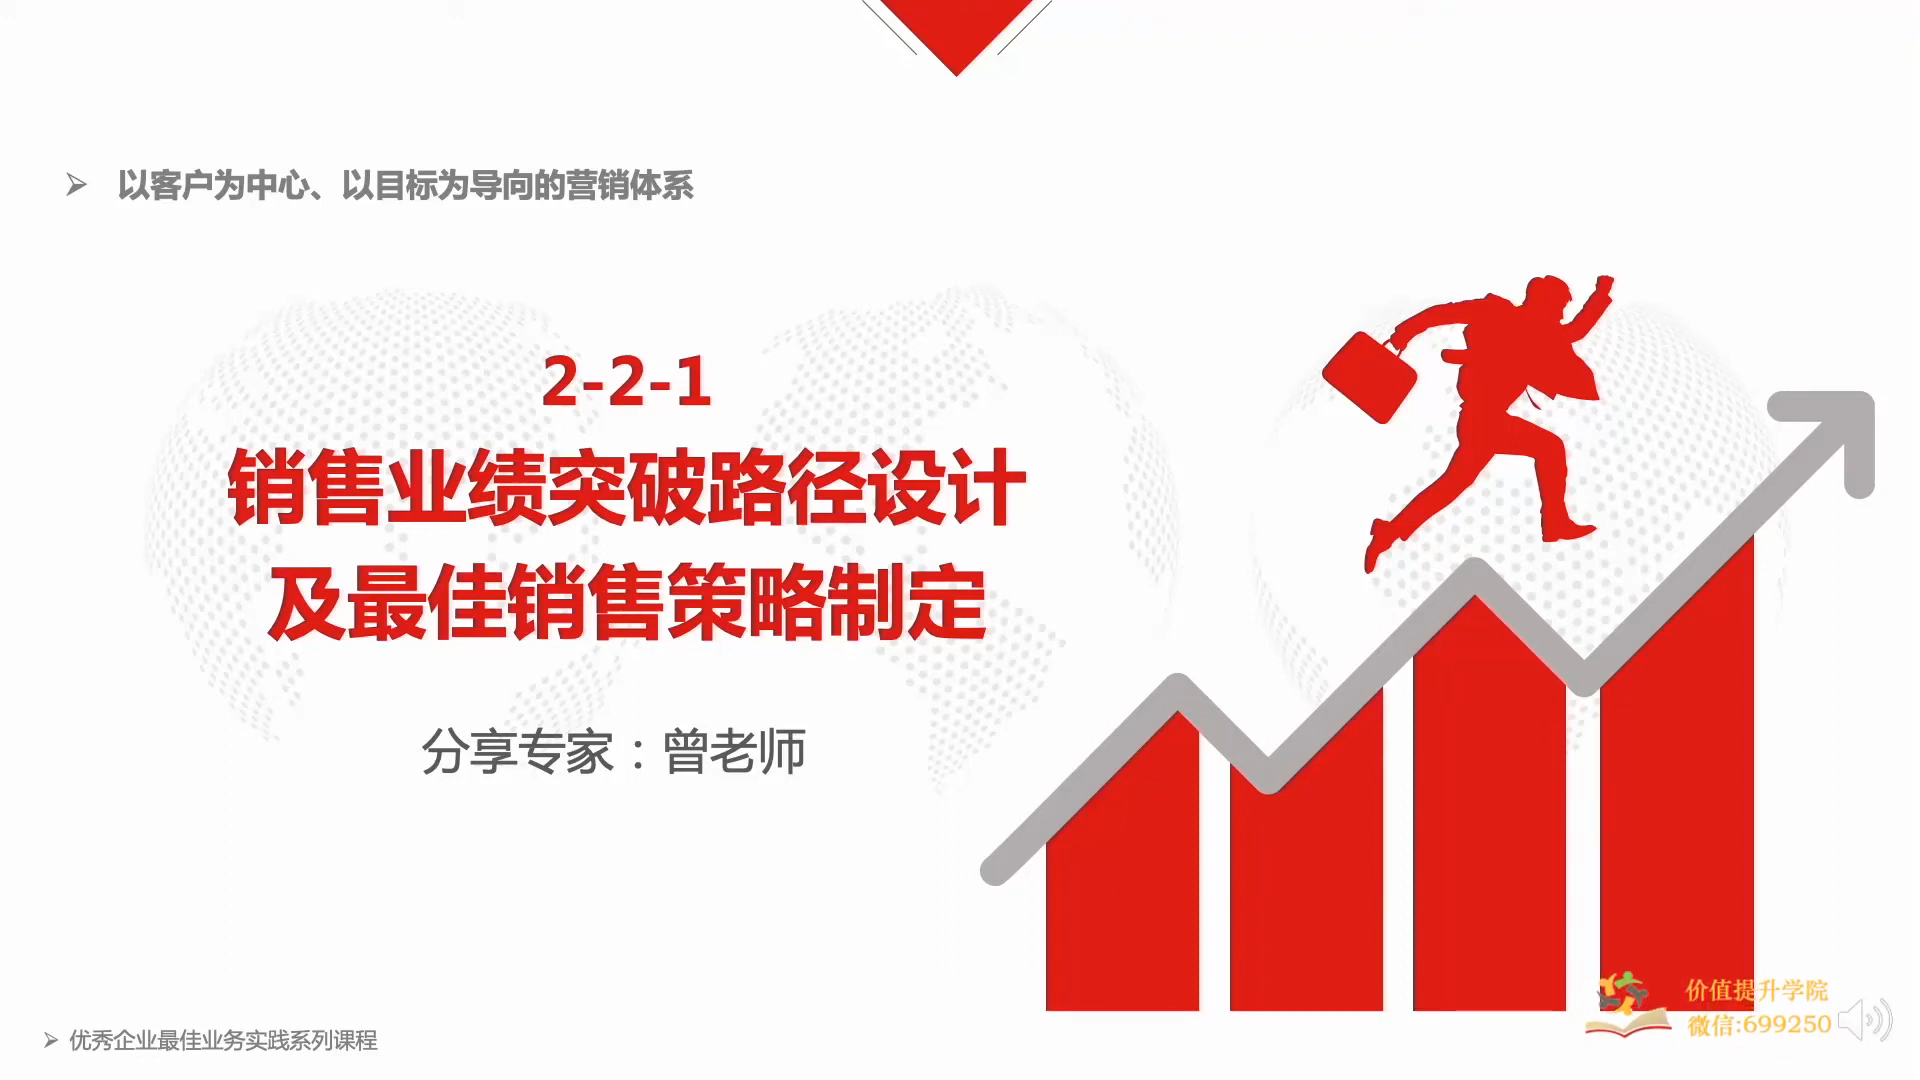 以客户为中心、以目标为导向的营销体系
2-2-1
销售业绩突破路径设计
及最佳销售策略制定
分享专家：曾老师
优秀企业最佳业务实践系列课程
价值提升学院
微信:699250